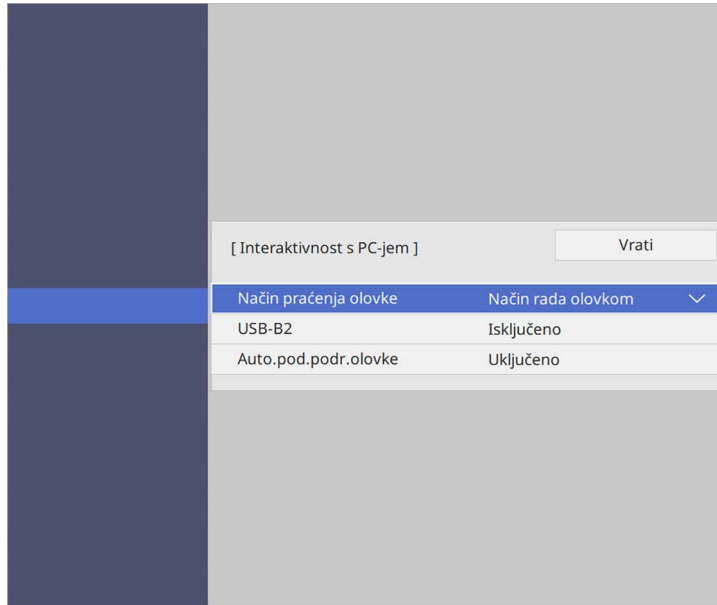 [ Interaktivnost s PC-jem ] Vrati
Način praćenja olovke Način rada olovkom
USB-B2 Isključeno
Auto.pod.podr.olovke Uključeno